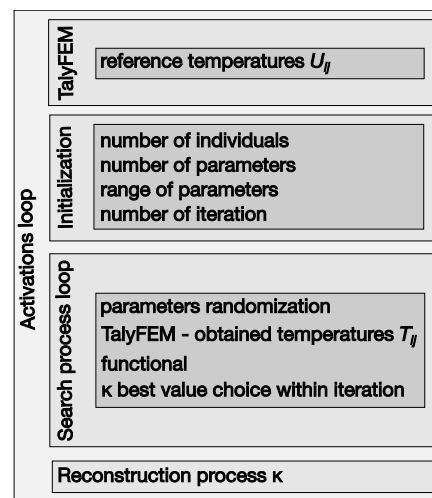 Activations loop
TalyFEM
reference temperatures Uij
Initialization
number of individuals
number of parameters
range of parameters
number of iteration
Search process loop
parameters randomization
TalyFEM - obtained temperatures Tij
functional
κ best value choice within iteration
Reconstruction process κ